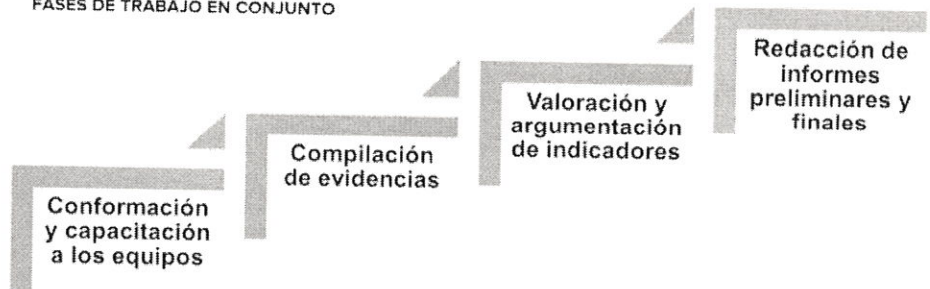 FASES DE TRABAJO EN CONJUNTO
Conformación
y capacitación
a los equipos
Compilación
de evidencias
Valoración y
argumentación
de indicadores
Redacción de
informes
preliminares y
finales